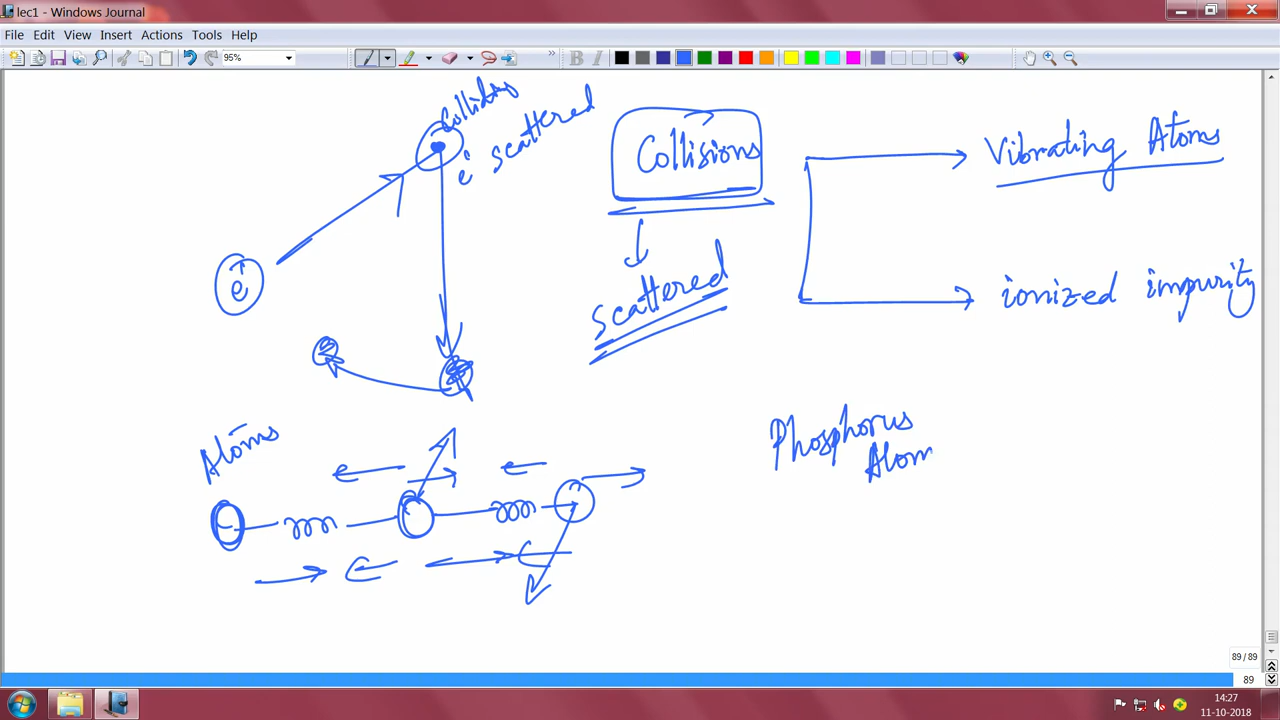 lec1 - Windows Journal
File Edit View Insert Actions Tools Help
95%
Colliding
e scattered
Collisions
Vibrating Atoms
e
scattered
ionized impurity
Atoms
Phosphorus
Atom
89 / 89
89
14:27
11-10-2018